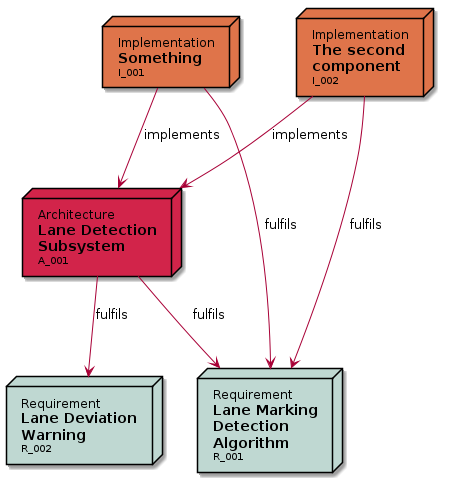 Implementation
Something
I_001
Implementation
The second
component
I_002
implements
implements
Architecture
Lane Detection
Subsystem
A_001
fulfils
fulfils
fulfils
fulfils
Requirement
Lane Deviation
Warning
R_002
Requirement
Lane Marking
Detection
Algorithm
R_001